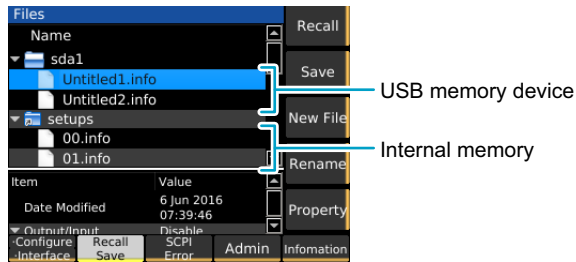 Files
Name
sda1
Untitled1.info
Untitled2.info
setups
00.info
01.info
Item Value
Date Modified 6 Jun 2016
07:39:46
Output/Input Disable
Recall
Save
New File
Rename
Property
·Configure
·Interface
Recall
Save
SCPI
Error
Admin
Infomation
USB memory device
Internal memory